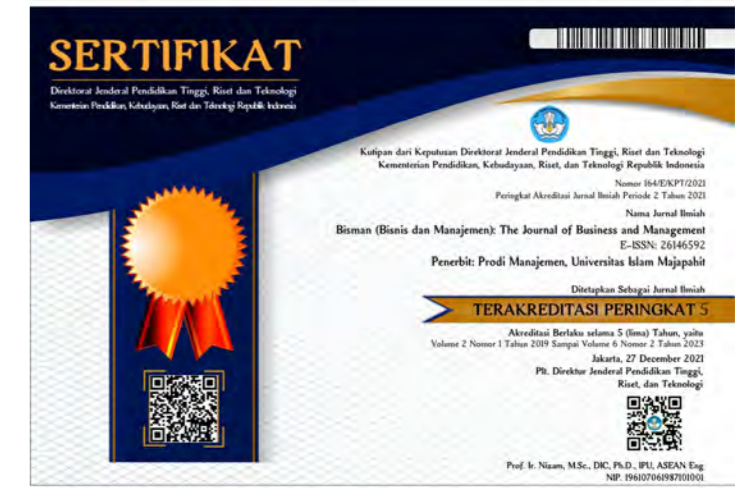 SERTIFIKAT
Direktorat Jenderal Pendidikan Tinggi, Riset dan Teknologi
Kementerian Pendidikan, Kebudayaan, Riset dan Teknologi Republik Indonesia
Kutipan dari Keputusan Direktorat Jenderal Pendidikan Tinggi, Riset dan Teknologi
Kementerian Pendidikan, Kebudayaan, Riset, dan Teknologi Republik Indonesia
Nomor 164/E/KPT/2021
Peringkat Akreditasi Jurnal Ilmiah Periode 2 Tahun 2021
Nama Jurnal Ilmiah
Bisman (Bisnis dan Manajemen): The Journal of Business and Management
E-ISSN: 26146592
Penerbit: Prodi Manajemen, Universitas Islam Majapahit
Ditetapkan Sebagai Jurnal Ilmiah
TERAKREDITASI PERINGKAT 5
Akreditasi Berlaku selama 5 (lima) Tahun, yaitu
Volume 2 Nomor 1 Tahun 2019 Sampai Volume 6 Nomor 2 Tahun 2023
Jakarta, 27 December 2021
Plt. Direktur Jenderal Pendidikan Tinggi,
Riset, dan Teknologi
Prof. Ir. Nizam, M.Sc., DIC, Ph.D., IPU, ASEAN Eng
NIP. 196107061987101001